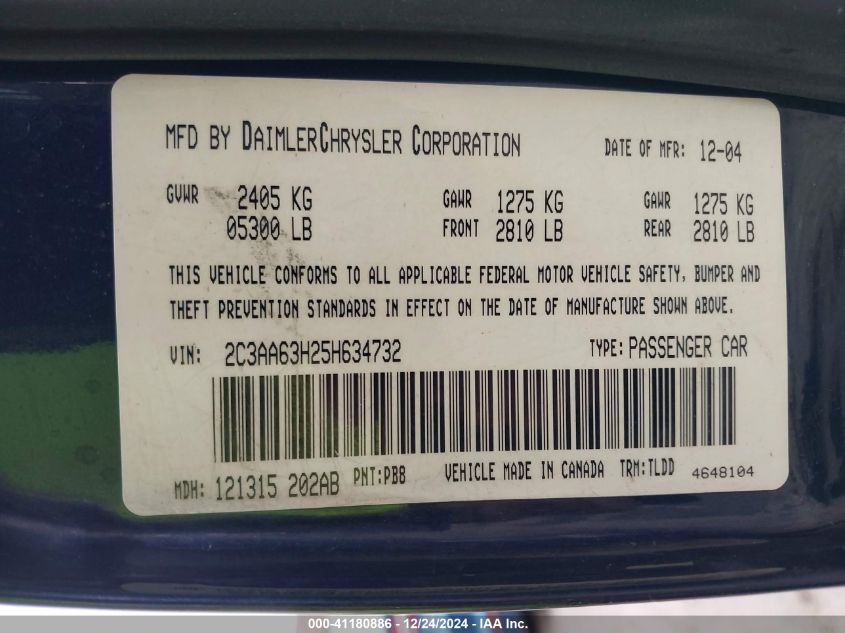 MFD BY DAIMLERCHRYSLER CORPORATION DATE OF MFR: 12-04
GVWR 2405 KG GAWR 1275 KG GAWR 1275 KG
05300 LB FRONT 2810 LB REAR 2810 LB
THIS VEHICLE CONFORMS TO ALL APPLICABLE FEDERAL MOTOR VEHICLE SAFETY, BUMPER AND
THEFT PREVENTION STANDARDS IN EFFECT ON THE DATE OF MANUFACTURE SHOWN ABOVE.
VIN: 2C3AA63H25H634732 TYPE: PASSENGER CAR
MDH: 121315 202AB PNT:PB8 VEHICLE MADE IN CANADA TRM:TLDD 4648104
000-41180886 - 12/24/2024 - IAA Inc.